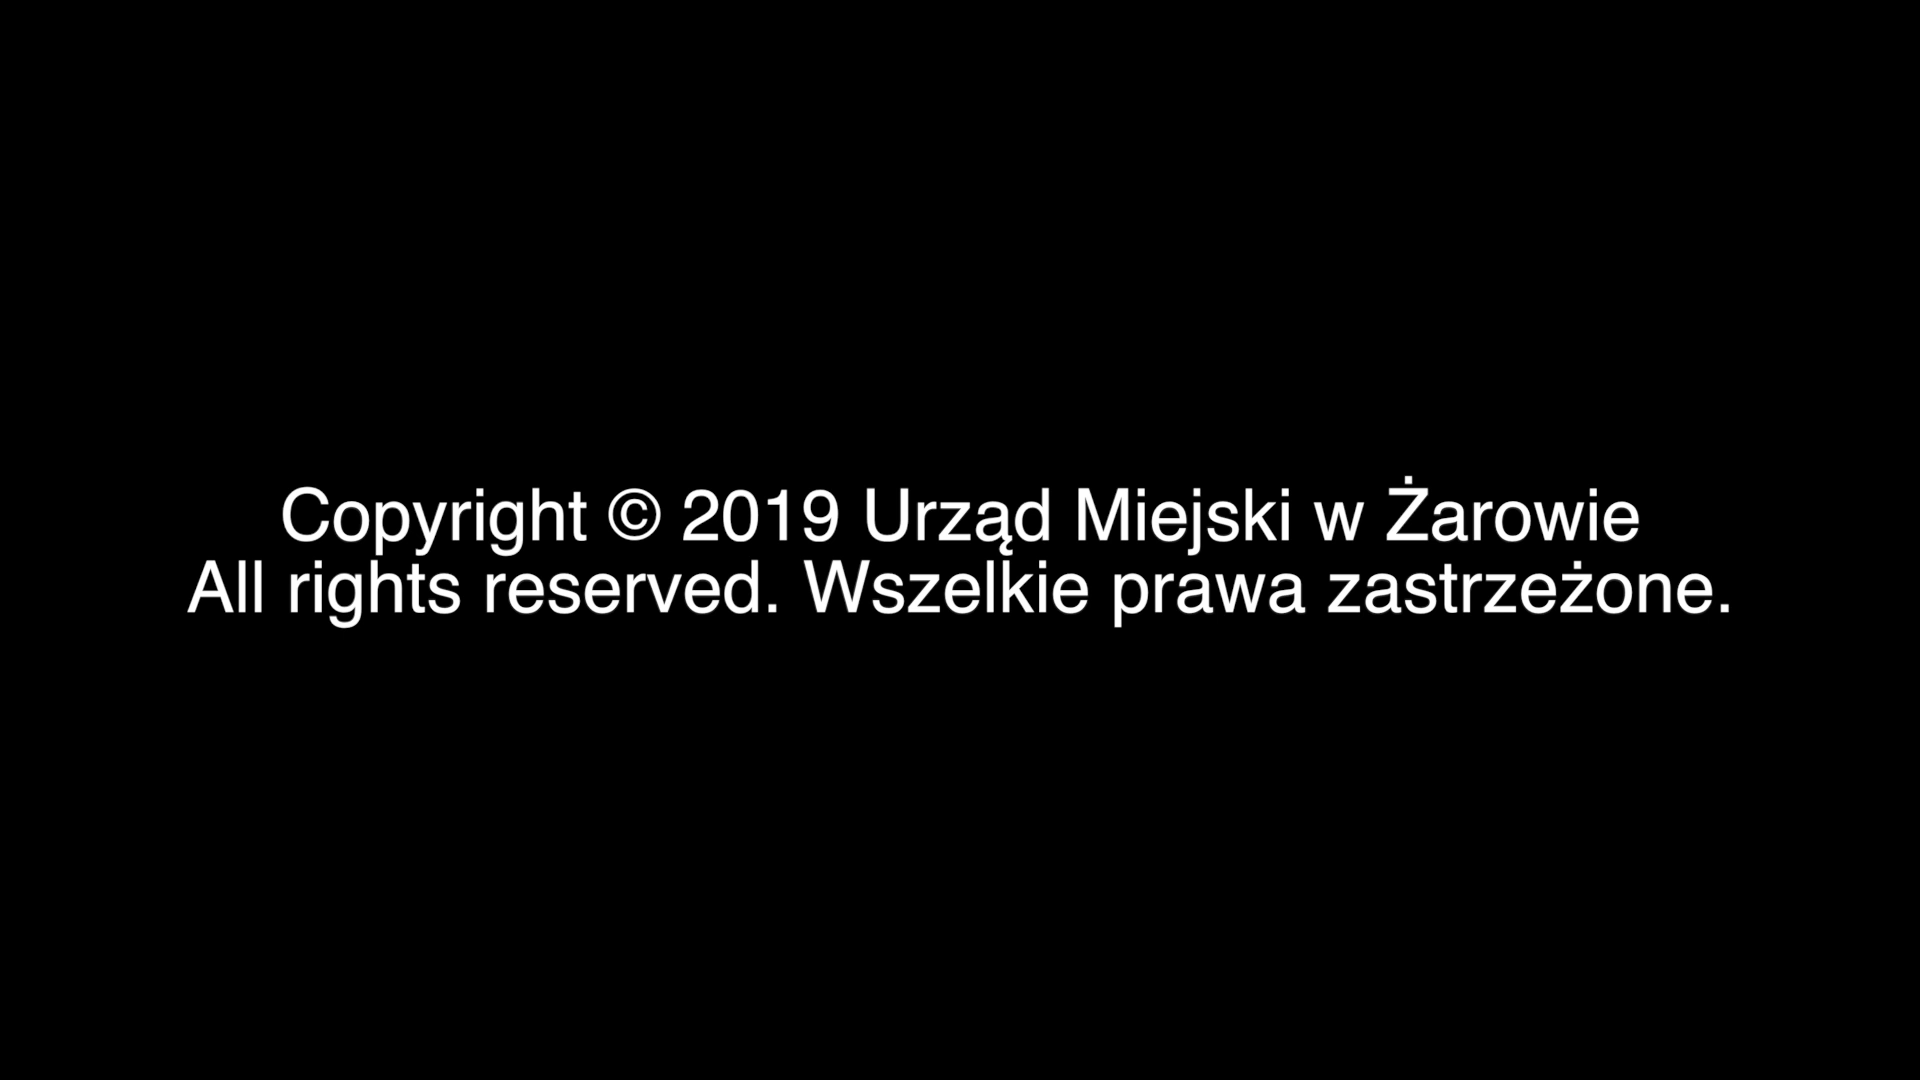 Copyright © 2019 Urząd Miejski w Żarowie
All rights reserved. Wszelkie prawa zastrzeżone.